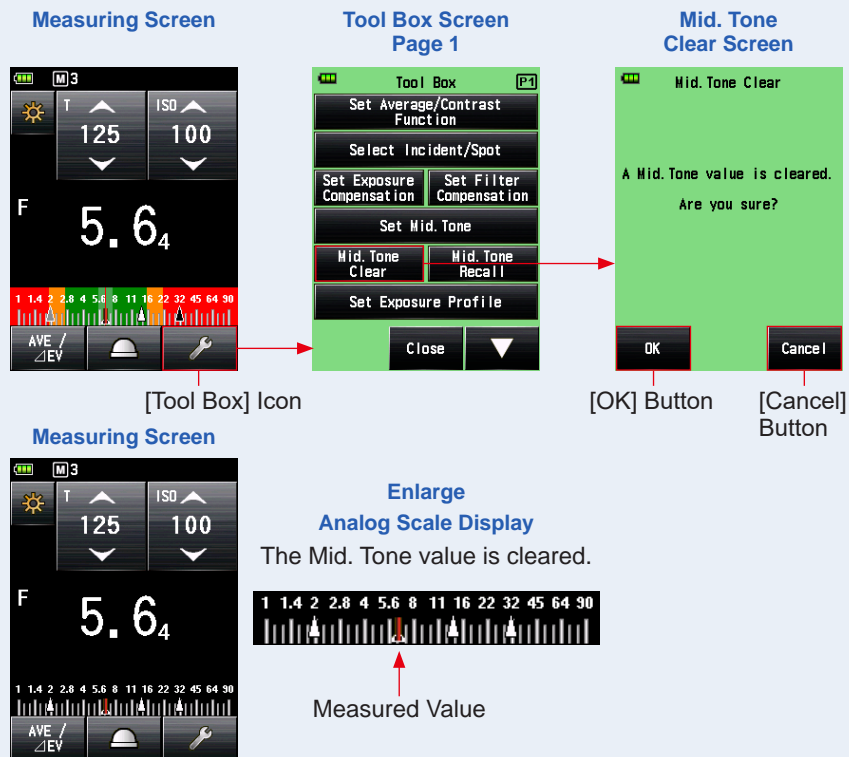 Measuring Screen
Tool Box Screen
Page 1
Mid. Tone
Clear Screen
M 3
T
125
ISO
100
F
5.6₄
1 1.4 2 2.8 4 5.6 8 11 16 22 32 45 64 90
AVE /
⊿EV
Tool Box
P1
Set Average/Contrast
Function
Select Incident/Spot
Set Exposure
Compensation
Set Filter
Compensation
Set Mid. Tone
Mid. Tone
Clear
Mid. Tone
Recall
Set Exposure Profile
Close
Mid. Tone Clear
A Mid. Tone value is cleared.
Are you sure?
OK
Cancel
[Tool Box] Icon
[OK] Button
[Cancel]
Button
Measuring Screen
M 3
T
125
ISO
100
F
5.6₄
1 1.4 2 2.8 4 5.6 8 11 16 22 32 45 64 90
AVE /
⊿EV
Enlarge
Analog Scale Display
The Mid. Tone value is cleared.
1 1.4 2 2.8 4 5.6 8 11 16 22 32 45 64 90
Measured Value